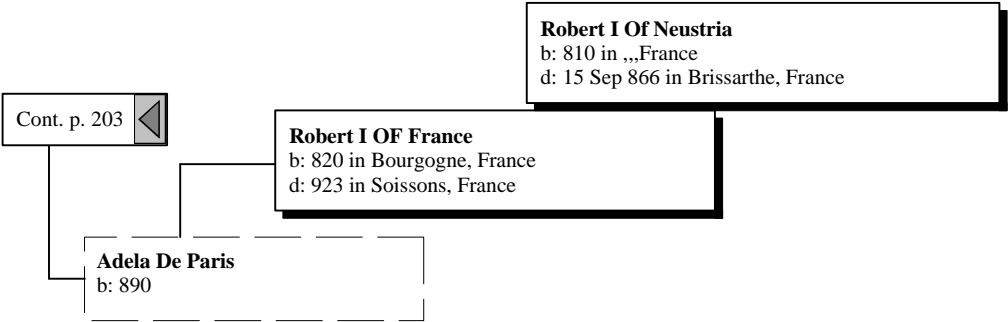 Robert I Of Neustria
b: 810 in ,,,France
d: 15 Sep 866 in Brissarthe, France
Cont. p. 203
Robert I OF France
b: 820 in Bourgogne, France
d: 923 in Soissons, France
Adela De Paris
b: 890